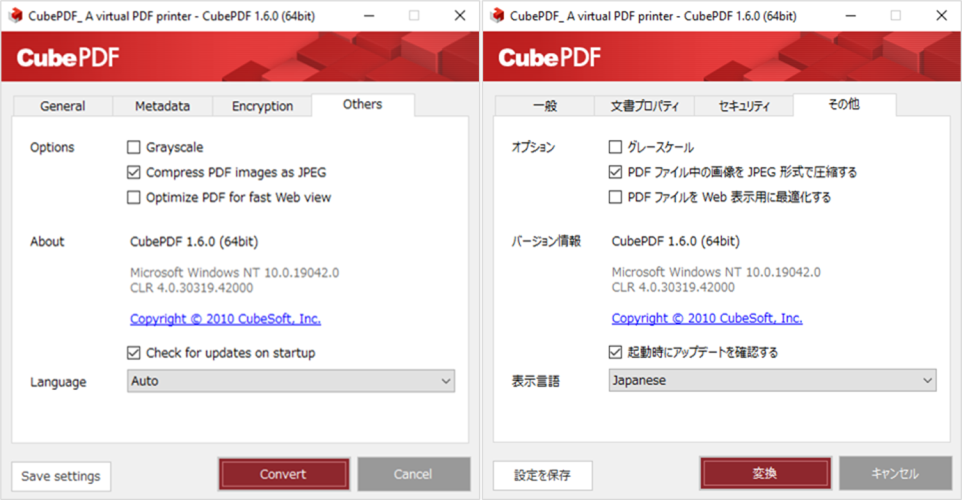 CubePDF_ A virtual PDF printer - CubePDF 1.6.0 (64bit)
CubePDF
General Metadata Encryption Others
Options
Grayscale
Compress PDF images as JPEG
Optimize PDF for fast Web view
About
CubePDF 1.6.0 (64bit)
Microsoft Windows NT 10.0.19042.0
CLR 4.0.30319.42000
Copyright © 2010 CubeSoft, Inc.
Check for updates on startup
Language
Auto
Save settings Convert Cancel
CubePDF_ A virtual PDF printer - CubePDF 1.6.0 (64bit)
CubePDF
一般 文書プロパティ セキュリティ その他
オプション
グレースケール
PDF ファイル中の画像を JPEG 形式で圧縮する
PDF ファイルを Web 表示用に最適化する
バージョン情報
CubePDF 1.6.0 (64bit)
Microsoft Windows NT 10.0.19042.0
CLR 4.0.30319.42000
Copyright © 2010 CubeSoft, Inc.
起動時にアップデートを確認する
表示言語
Japanese
設定を保存 変換 キャンセル